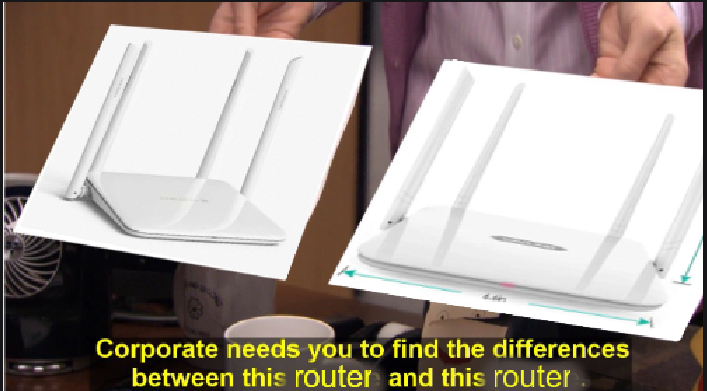 Corporate needs you to find the differences
between this router and this router .